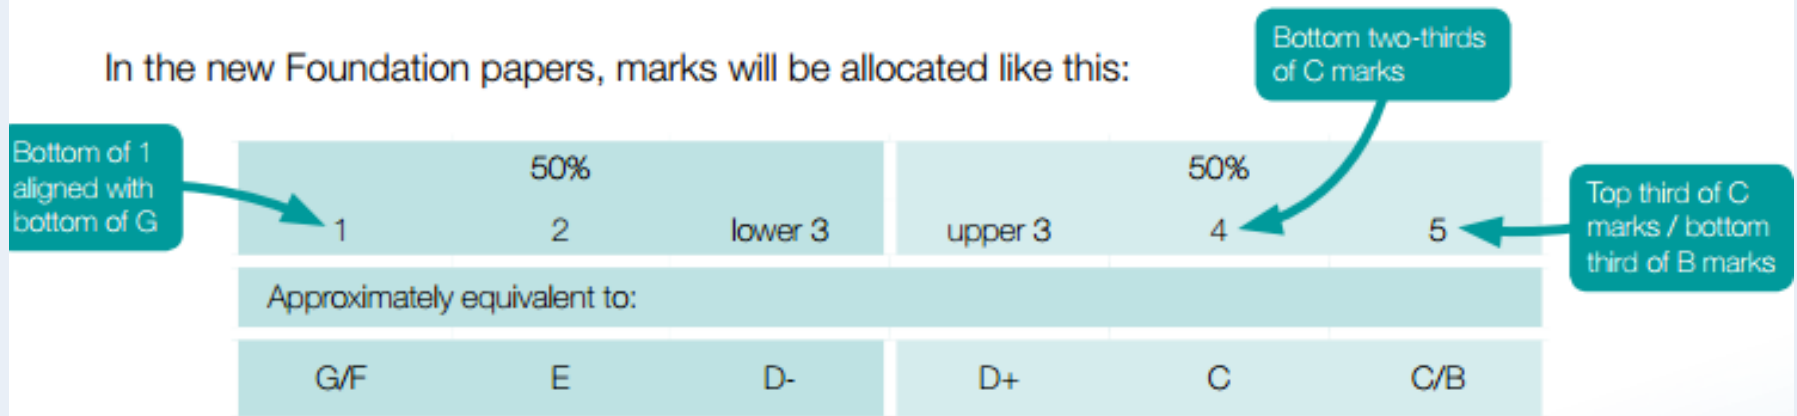 Bottom two-thirds
of C marks
In the new Foundation papers, marks will be allocated like this:
Bottom of 1
aligned with
bottom of G
50% 50%
1 2 lower 3 upper 3 4 5
Top third of C
marks / bottom
third of B marks
Approximately equivalent to:
G/F E D- D+ C C/B